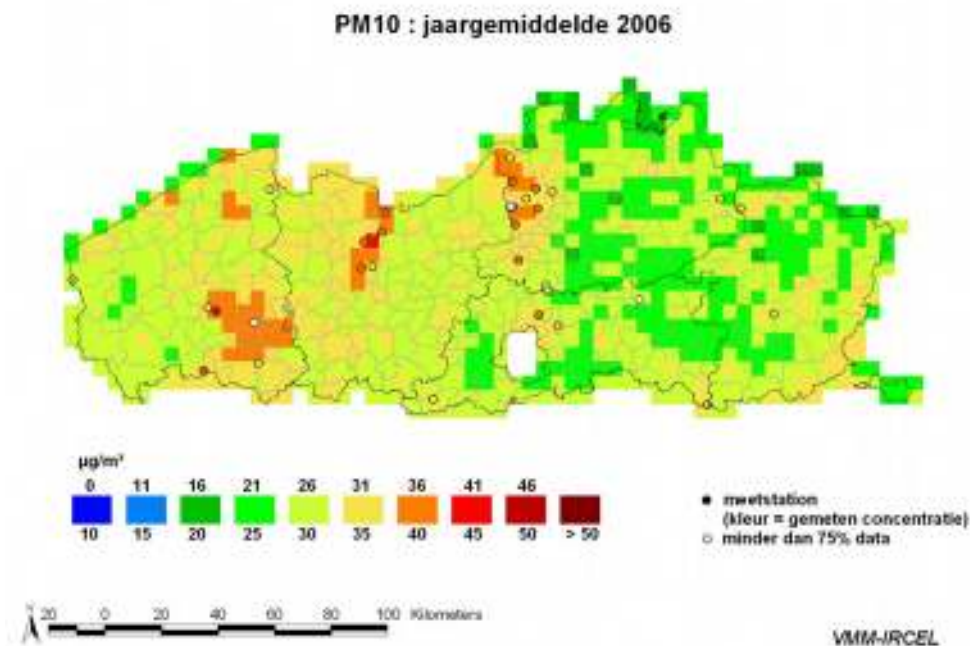 PM10 : jaargemiddelde 2006
µg/m³
0 11 16 21 26 31 36 41 46
10 15 20 25 30 35 40 45 50 > 50
meetstation
(kleur = gemeten concentratie)
minder dan 75% data
20 0 20 40 60 80 100 Kilometers
VMM-IRCEL